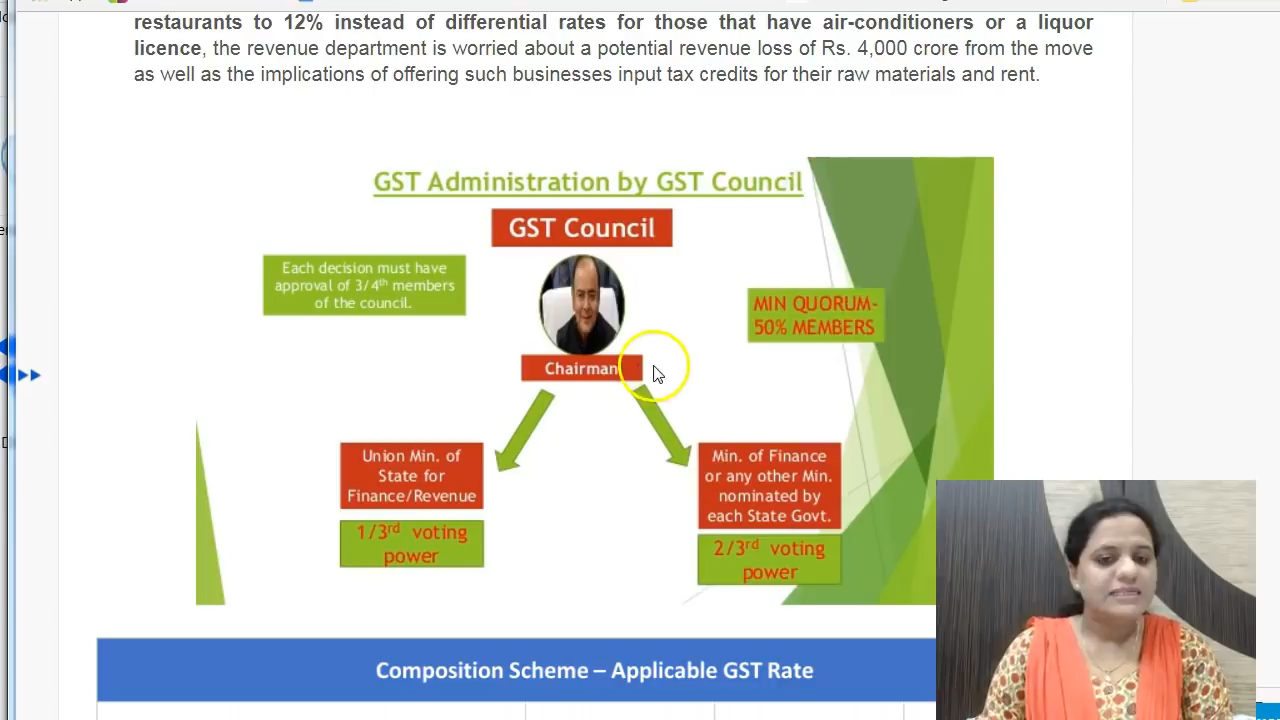 restaurants to 12% instead of differential rates for those that have air-conditioners or a liquor
licence, the revenue department is worried about a potential revenue loss of Rs. 4,000 crore from the move
as well as the implications of offering such businesses input tax credits for their raw materials and rent.
GST Administration by GST Council
GST Council
Each decision must have
approval of 3/4th members
of the council.
MIN QUORUM-
50% MEMBERS
Chairman
Union Min. of
State for
Finance/Revenue
1/3rd voting
power
Min. of Finance
or any other Min.
nominated by
each State Govt.
2/3rd voting
power
Composition Scheme – Applicable GST Rate